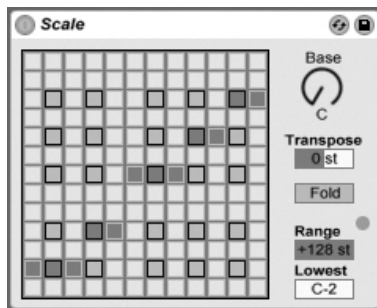 Scale
Base
C
Transpose
0 st
Fold
Range
+128 st
Lowest
C-2